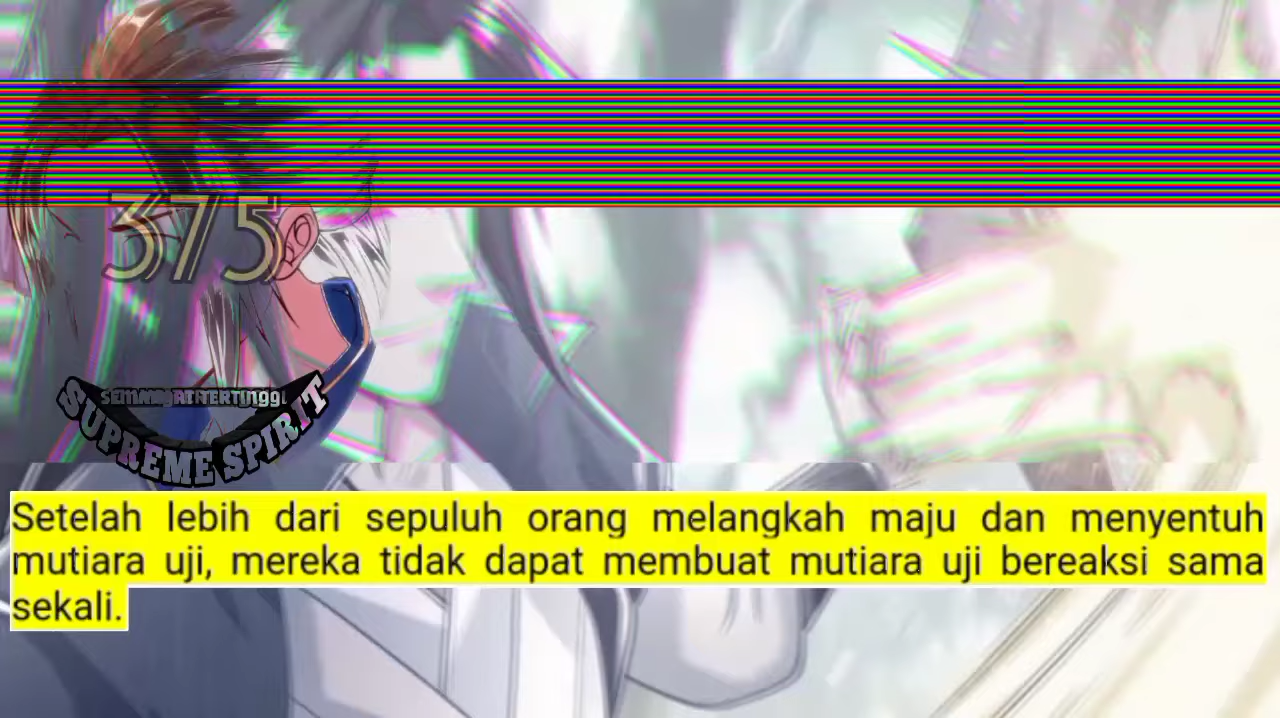 375
SUPREME SPIRIT
Setelah lebih dari sepuluh orang melangkah maju dan menyentuh
mutiara uji, mereka tidak dapat membuat mutiara uji bereaksi sama
sekali.